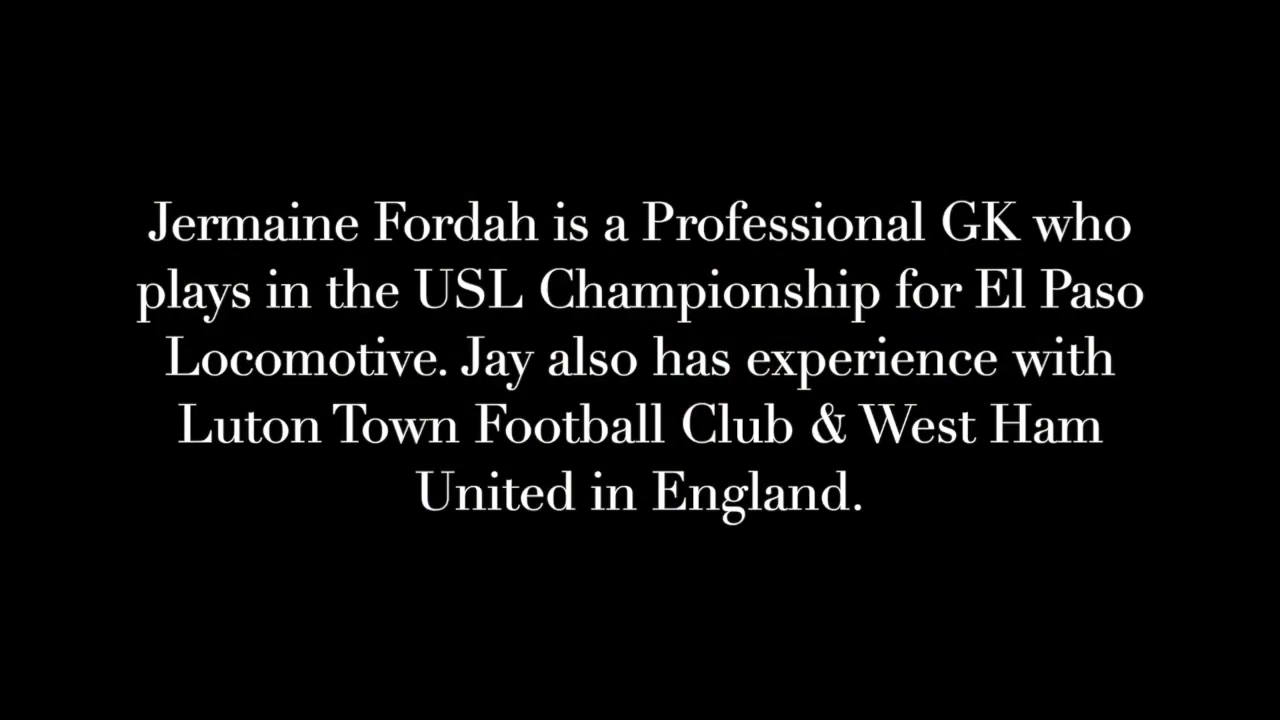 Jermaine Fordah is a Professional GK who
plays in the USL Championship for El Paso
Locomotive. Jay also has experience with
Luton Town Football Club & West Ham
United in England.